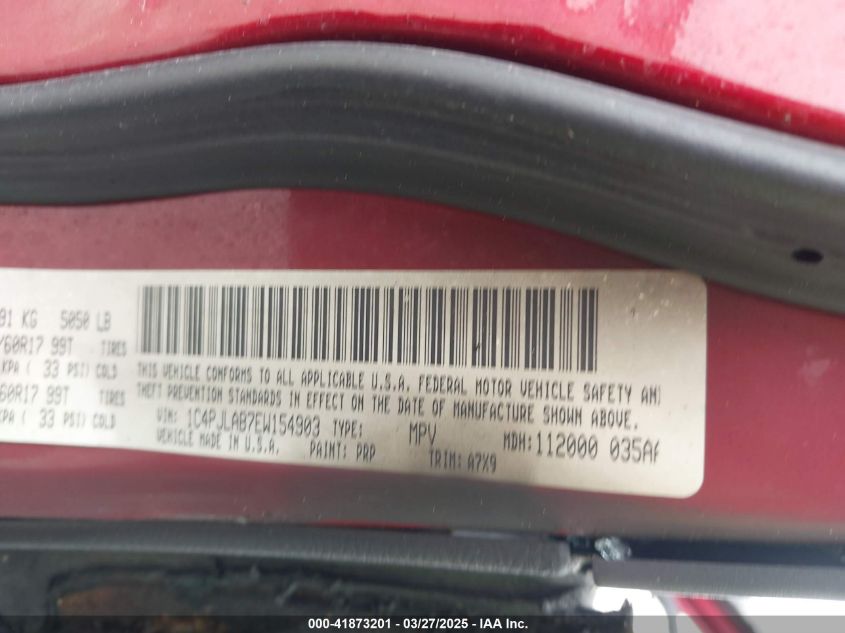 91 KG 5050 LB
/60R17 99T TIRES
KPA ( 33 PSI) COLD
60R17 99T TIRES
KPA ( 33 PSI) COLD
THIS VEHICLE CONFORMS TO ALL APPLICABLE U.S.A. FEDERAL MOTOR VEHICLE SAFETY AND
THEFT PREVENTION STANDARDS IN EFFECT ON THE DATE OF MANUFACTURE SHOWN ABOVE.
VIN: 1C4PJLAB7EW154903 TYPE: MPV MDH: 112000 035A
VEHICLE MADE IN U.S.A. PAINT: PRP TRIM: A7X9
000-41873201 - 03/27/2025 - IAA Inc.